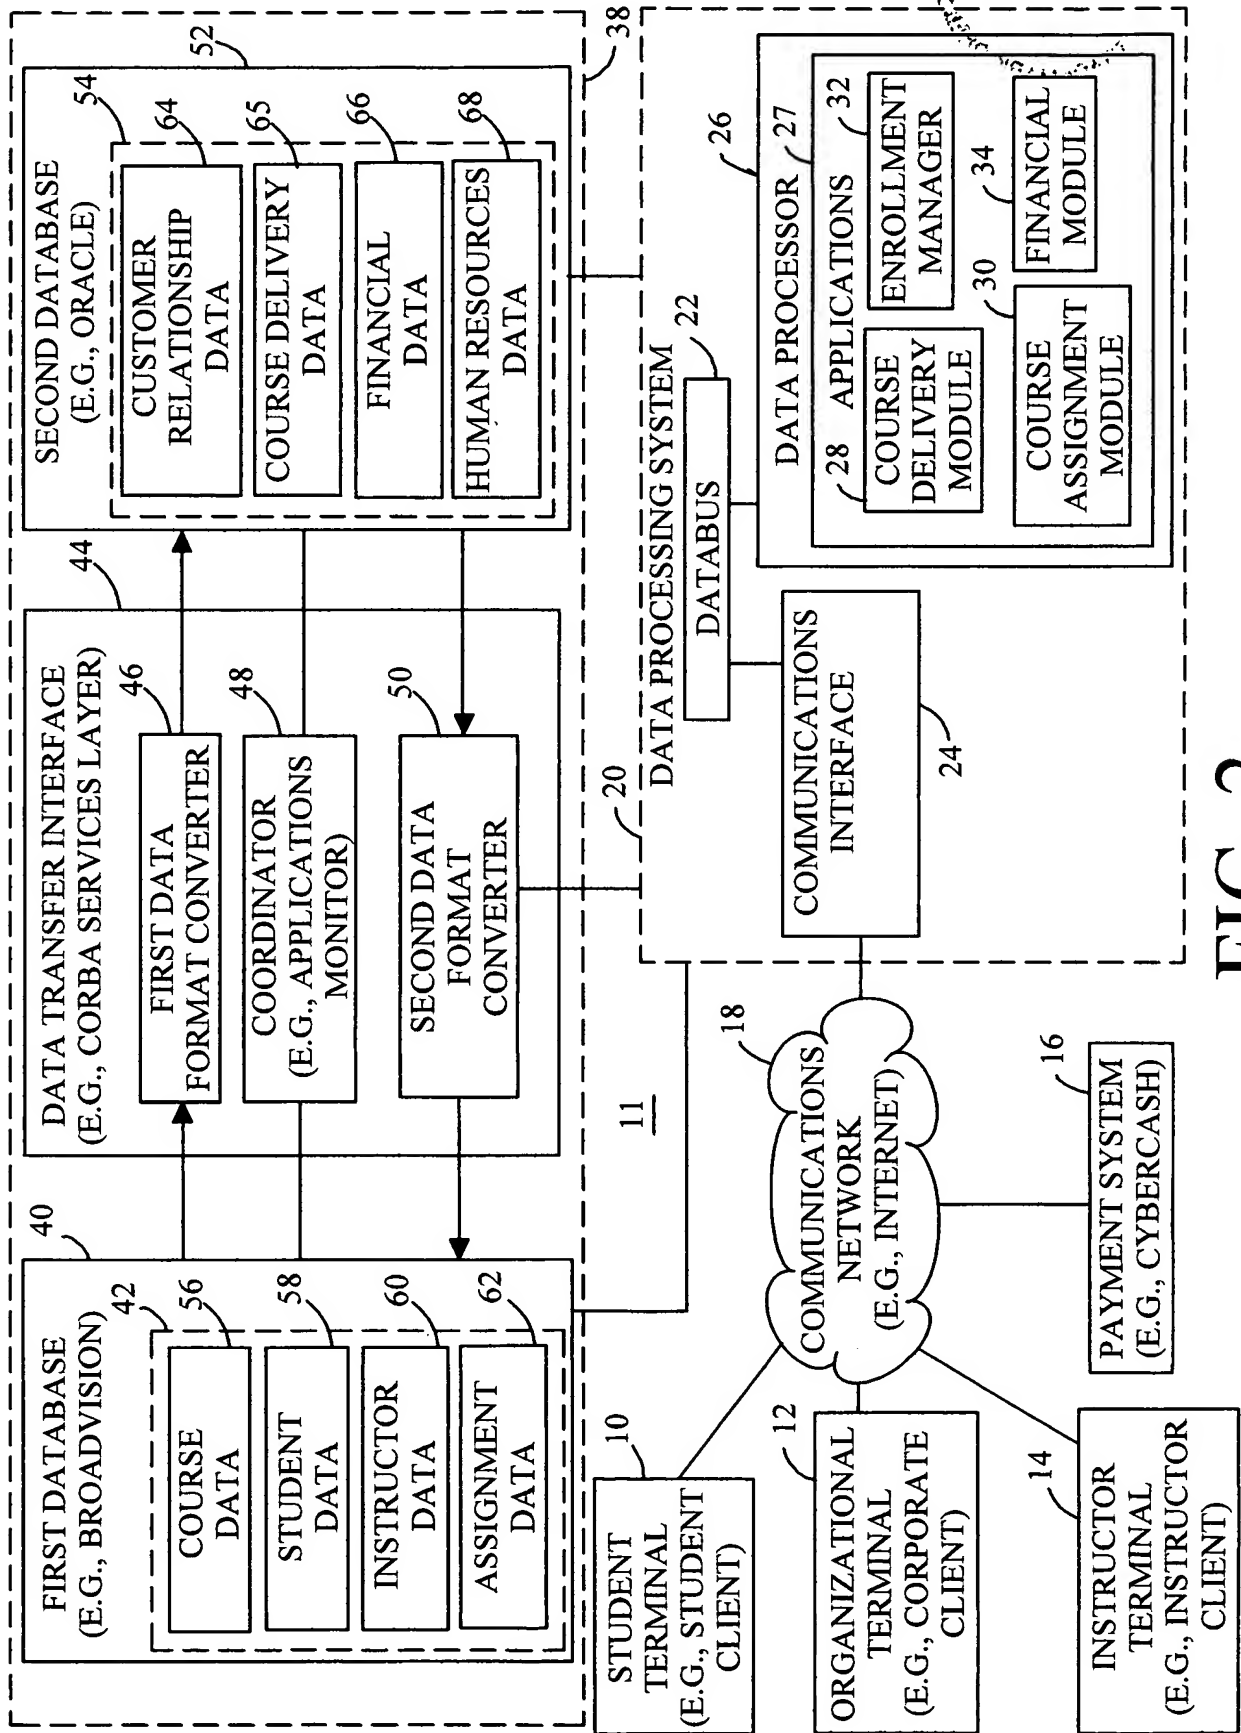 FIRST DATABASE
(E.G., BROADVISION)
40
42
COURSE
DATA
56
STUDENT
DATA
58
INSTRUCTOR
DATA
60
ASSIGNMENT
DATA
62
DATA TRANSFER INTERFACE
(E.G., CORBA SERVICES LAYER)
44
FIRST DATA
FORMAT CONVERTER
46
COORDINATOR
(E.G., APPLICATIONS
MONITOR)
48
SECOND DATA
FORMAT
CONVERTER
50
SECOND DATABASE
(E.G., ORACLE)
52
54
CUSTOMER
RELATIONSHIP
DATA
64
COURSE DELIVERY
DATA
65
FINANCIAL
DATA
66
HUMAN RESOURCES
DATA
68
38
11
STUDENT
TERMINAL
(E.G., STUDENT
CLIENT)
10
ORGANIZATIONAL
TERMINAL
(E.G., CORPORATE
CLIENT)
12
INSTRUCTOR
TERMINAL
(E.G., INSTRUCTOR
CLIENT)
14
COMMUNICATIONS
NETWORK
(E.G., INTERNET)
18
PAYMENT SYSTEM
(E.G., CYBERCASH)
16
20
DATA PROCESSING SYSTEM
DATABUS
22
COMMUNICATIONS
INTERFACE
24
DATA PROCESSOR
26
APPLICATIONS
27
28
COURSE
DELIVERY
MODULE
ENROLLMENT
MANAGER
32
COURSE
ASSIGNMENT
MODULE
30
FINANCIAL
MODULE
34